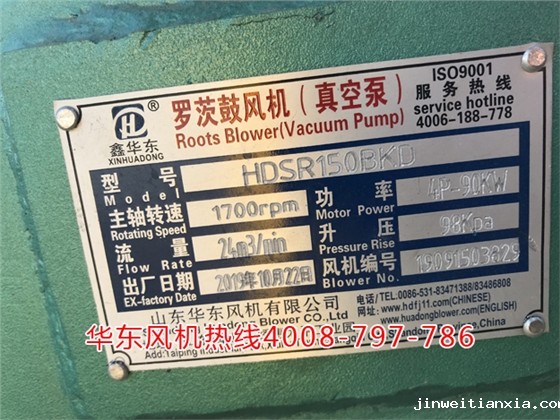 ISO9001
罗茨鼓风机（真空泵）
服务热线
Roots Blower(Vacuum Pump)
service hotline
4006-188-778
鑫华东
XINHUADONG
型号
Model
HDSR150BKD
主轴转速
Rotating Speed
1700rpm
功率
Motor Power
4P-90KW
流量
Flow Rate
24m3/min
升压
Pressure Rise
98Kpa
出厂日期
EX-factory Date
2019年10月22日
风机编号
Blower No.
山东华东风机有限公司
Blower CO.,Ltd
电话/TEL: 0086-531-83471388/83486808
www.hdfj11.com(CHINESE)
www.huadongblower.com(ENGLISH)
Add:Taiping
China
华东风机热线4008-797-786
jinweitianxia.com